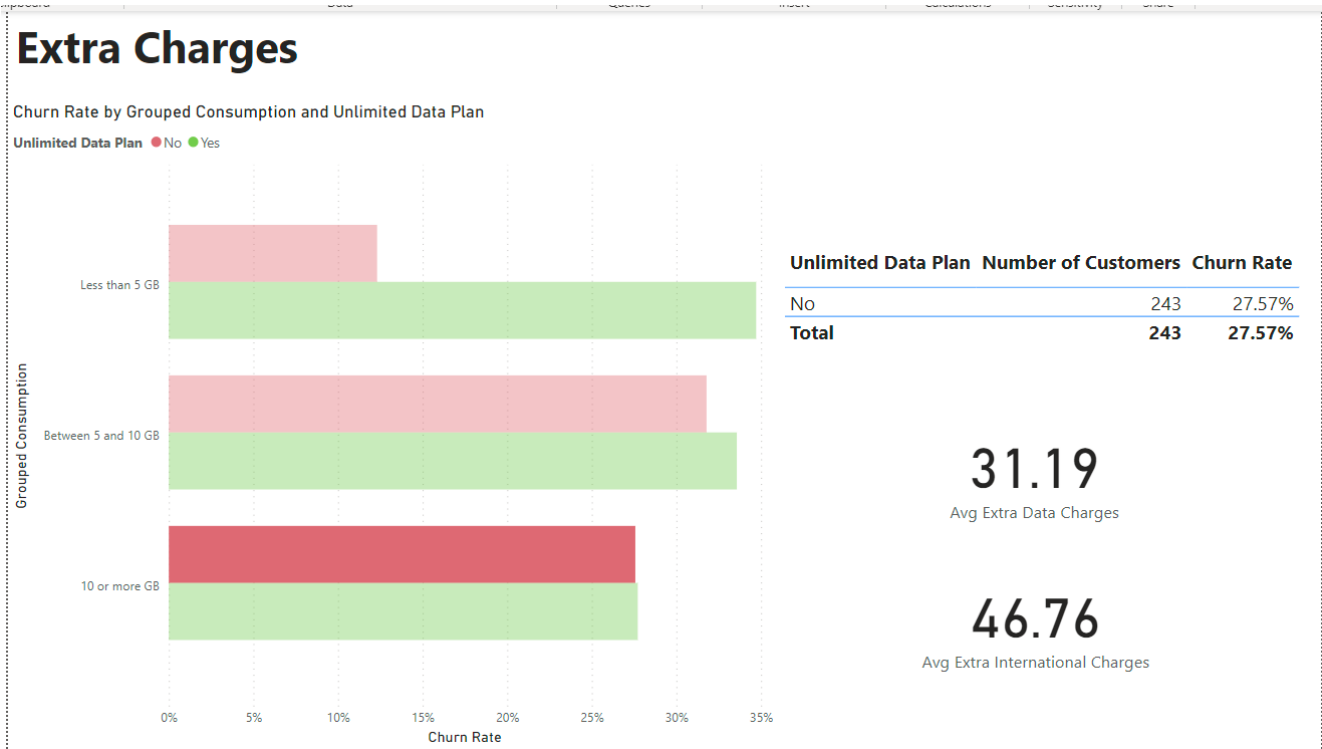 Extra Charges
Churn Rate by Grouped Consumption and Unlimited Data Plan
Unlimited Data Plan No Yes
Grouped Consumption
Less than 5 GB
Between 5 and 10 GB
10 or more GB
0% 5% 10% 15% 20% 25% 30% 35%
Churn Rate
Unlimited Data Plan Number of Customers Churn Rate
No 243 27.57%
Total 243 27.57%
31.19
Avg Extra Data Charges
46.76
Avg Extra International Charges